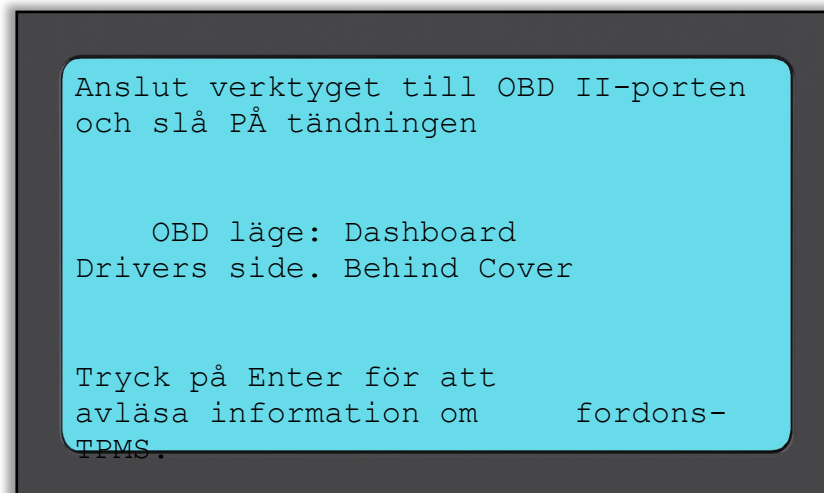 Anslut verktyget till OBD II-porten
och slå PÅ tändningen
OBD läge: Dashboard
Drivers side. Behind Cover
Tryck på Enter för att
avläsa information om fordons-
TPMS.